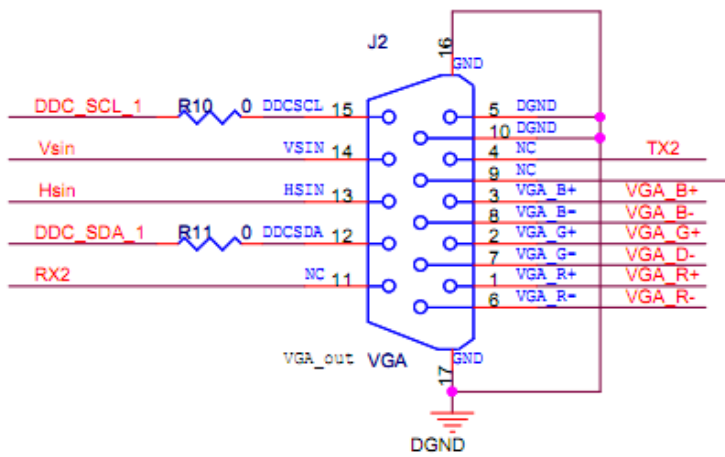 J2
16
GND
DDC_SCL_1 R10 0 DDCSCL 15 5 DGND
10 DGND
Vsin VSIN 14 4 NC TX2
9 NC
Hsin HSIN 13 3 VGA_B+ VGA_B+
8 VGA_B= VGA_B-
DDC_SDA_1 R11 0 DDCSDA 12 2 VGA_G+ VGA_G+
7 VGA_G= VGA_D-
RX2 NC 11 1 VGA_R+ VGA_R+
6 VGA_R= VGA_R-
VGA_out VGA GND
17
DGND